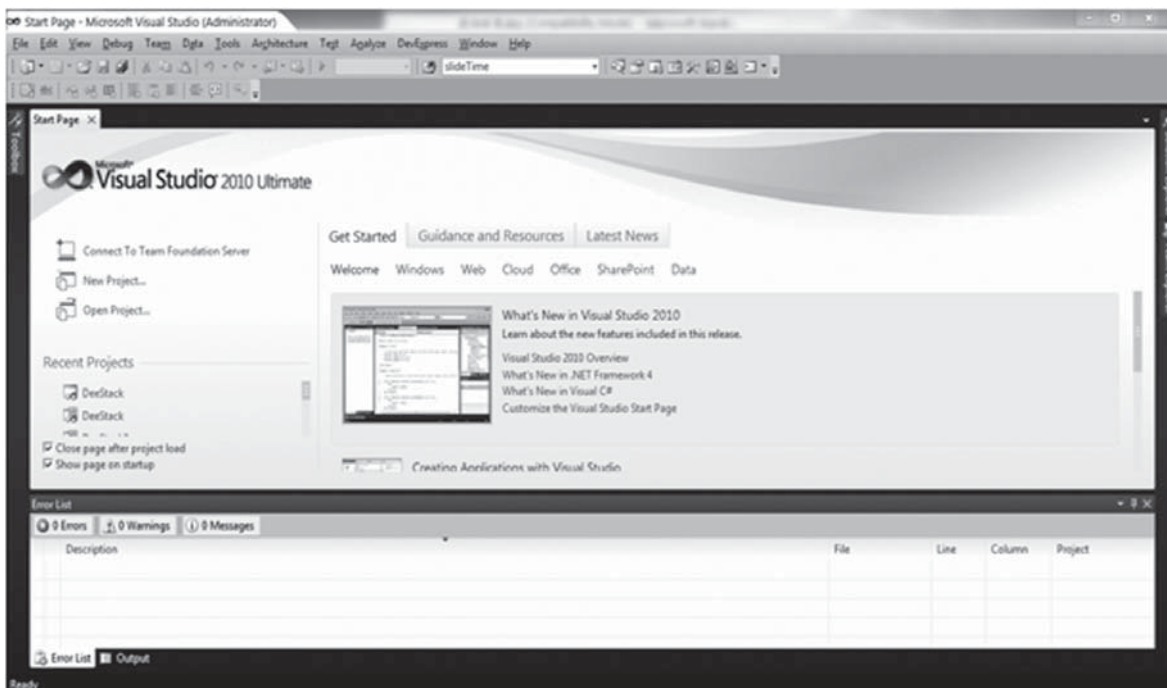 Start Page - Microsoft Visual Studio (Administrator)
File Edit View Debug Team Data Tools Architecture Test Analyze DevExpress Window Help
slideTime
Toolbox
Start Page
Microsoft
Visual Studio 2010 Ultimate
Connect To Team Foundation Server
New Project...
Open Project...
Recent Projects
DeeStack
DeeStack
Close page after project load
Show page on startup
Get Started Guidance and Resources Latest News
Welcome Windows Web Cloud Office SharePoint Data
What's New in Visual Studio 2010
Learn about the new features included in this release.
Visual Studio 2010 Overview
What's New in .NET Framework 4
What's New in Visual C#
Customize the Visual Studio Start Page
Creating Applications with Visual Studio
Error List
0 Errors 0 Warnings 0 Messages
Description File Line Column Project
Error List Output
Ready